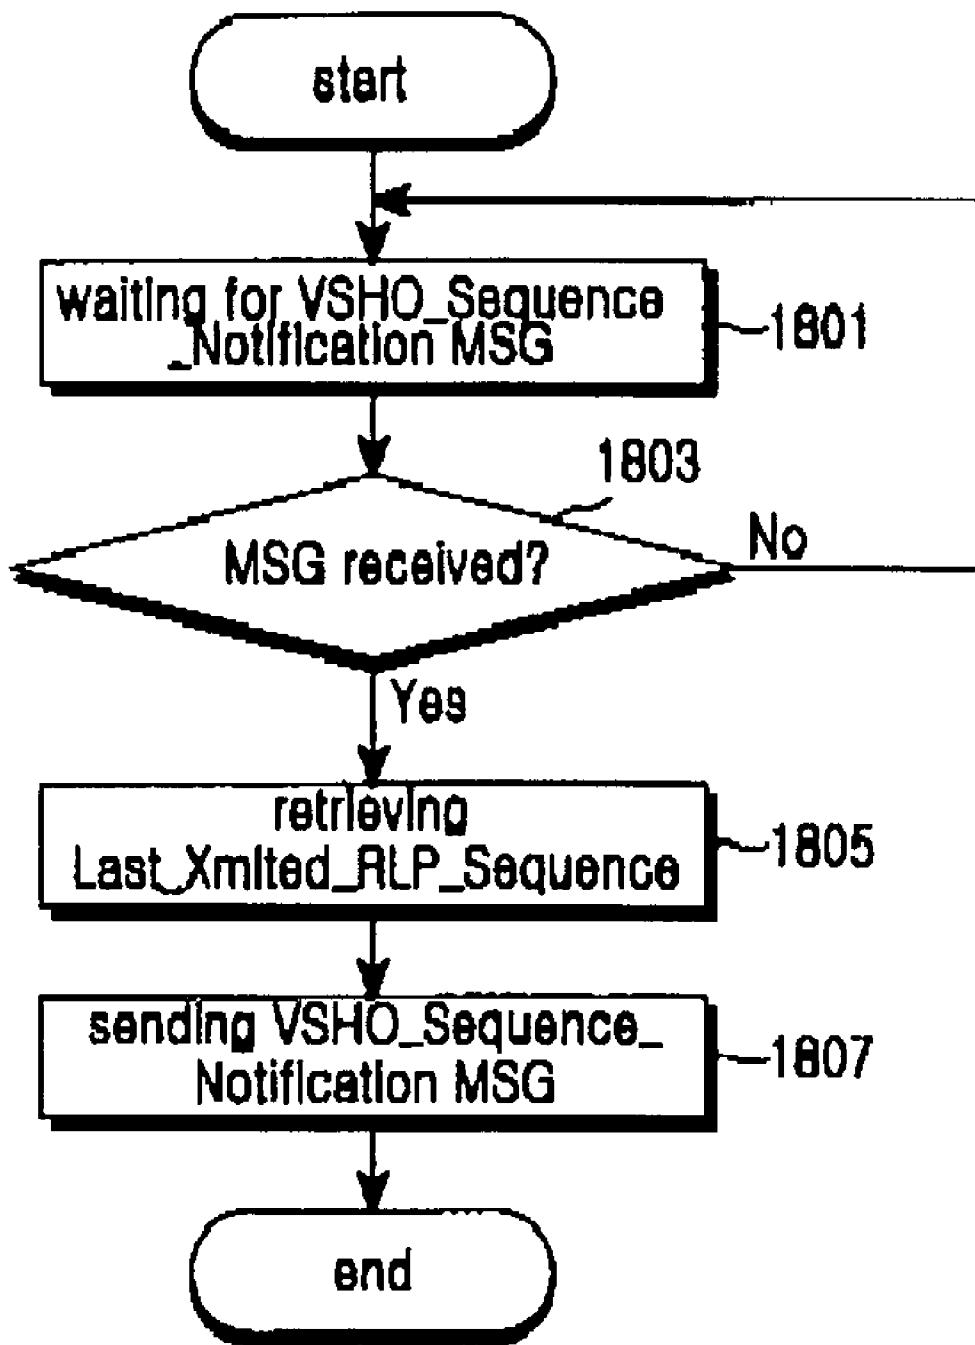 start
waiting for VSHO_Sequence
_Notification MSG
1801
1803
MSG received?
No
Yes
retrieving
Last_Xmited_RLP_Sequence
1805
sending VSHO_Sequence_
Notification MSG
1807
end